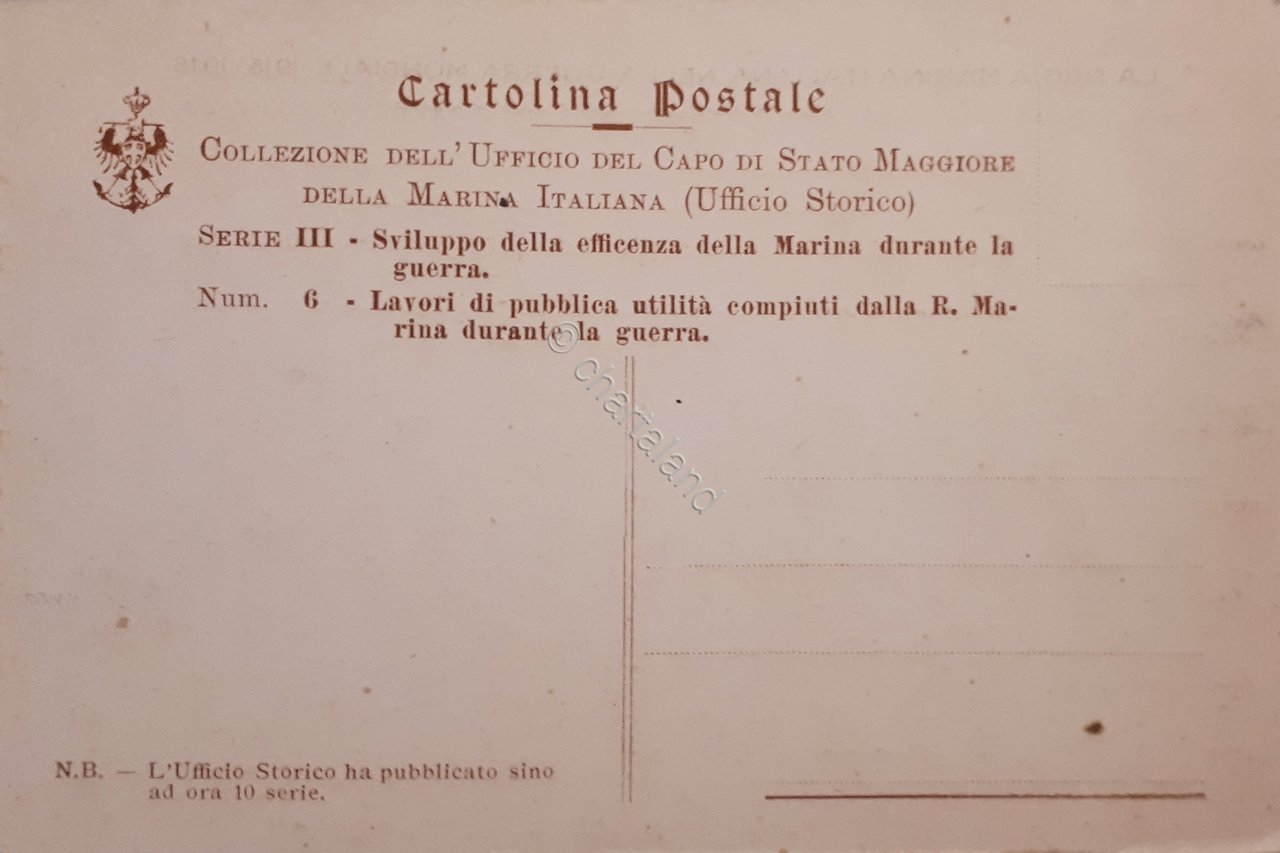 Cartolina Postale
COLLEZIONE DELL' UFFICIO DEL CAPO DI STATO MAGGIORE
DELLA MARINA ITALIANA (Ufficio Storico)
SERIE III - Sviluppo della efficenza della Marina durante la
guerra.
Num. 6 - Lavori di pubblica utilità compiuti dalla R. Ma-
rina durante la guerra.
© chartaland
N.B. — L'Ufficio Storico ha pubblicato sino
ad ora 10 serie.